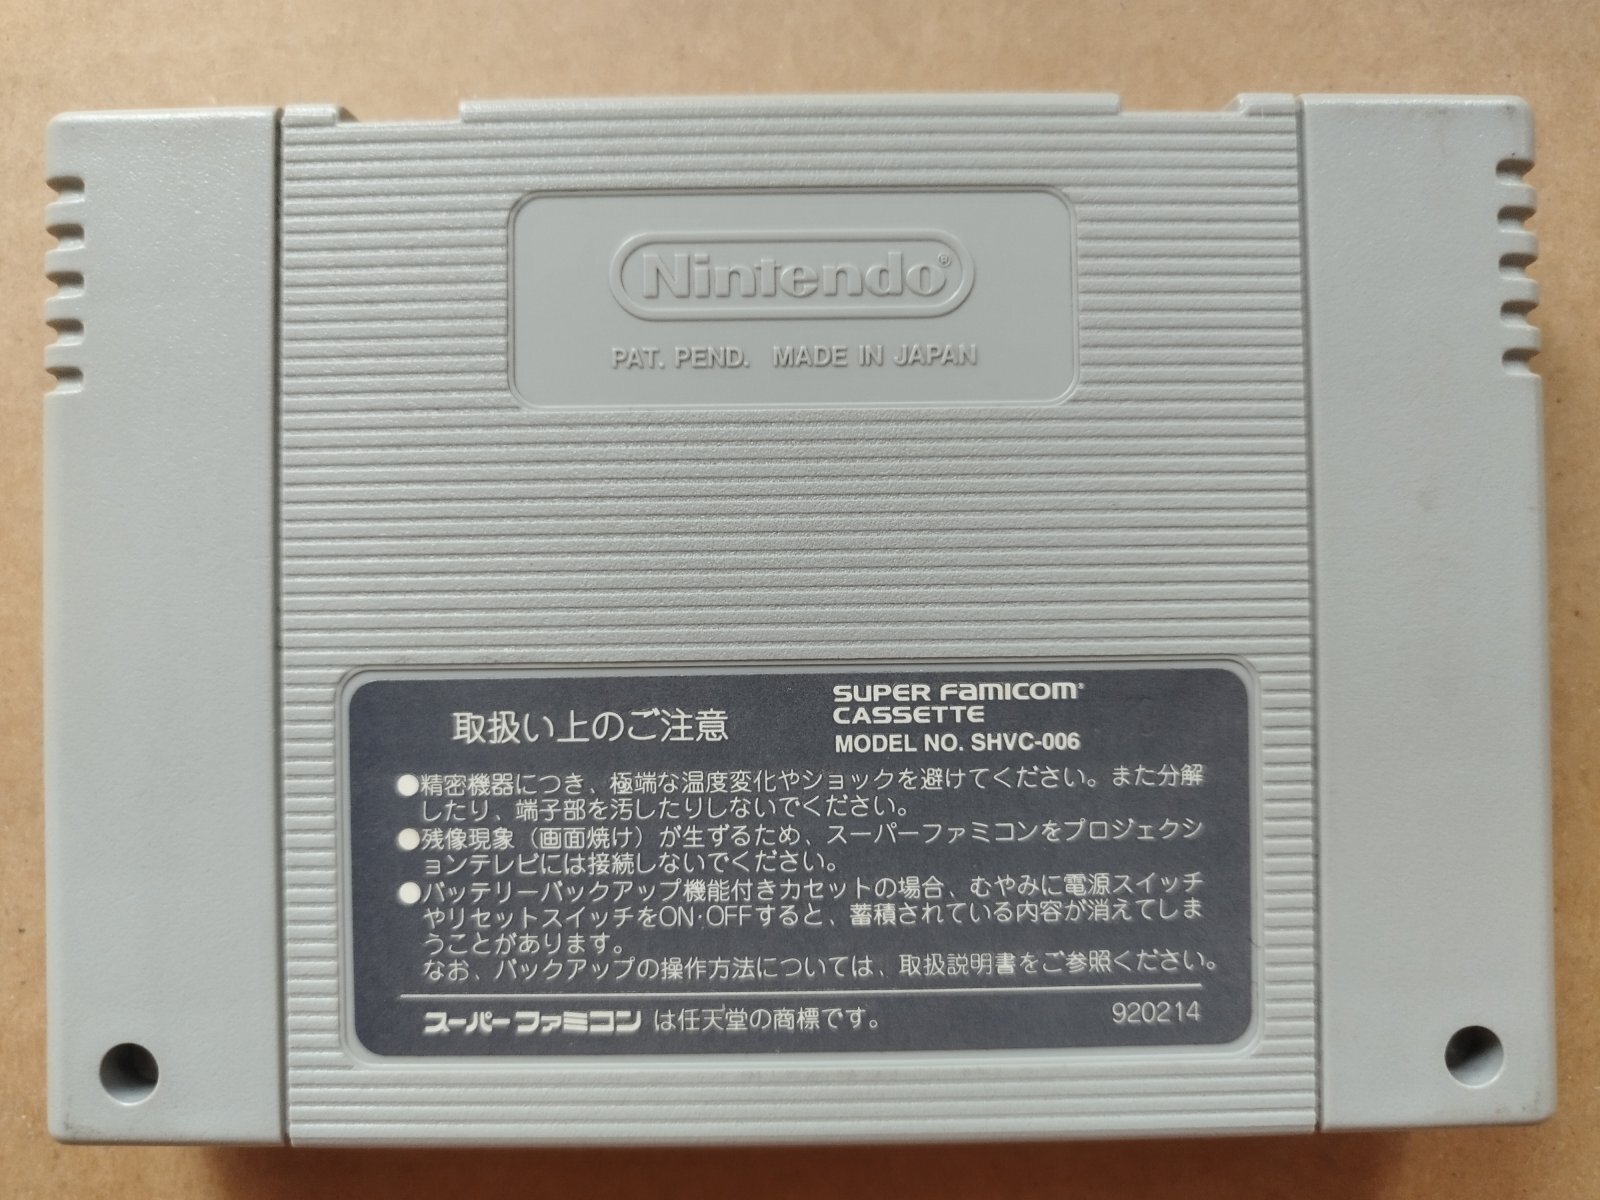 Nintendo®
PAT. PEND. MADE IN JAPAN
取扱い上のご注意
SUPER FAMICOM®
CASSETTE
MODEL NO. SHVC-006
●精密機器につき、極端な温度変化やショックを避けてください。また分解
したり、端子部を汚したりしないでください。
●残像現象（画面焼け）が生ずるため、スーパーファミコンをプロジェクシ
ョンテレビには接続しないでください。
●バッテリーバックアップ機能付きカセットの場合、むやみに電源スイッチ
やリセットスイッチをON・OFFすると、蓄積されている内容が消えてしま
うことがあります。
なお、バックアップの操作方法については、取扱説明書をご参照ください。
スーパーファミコン は任天堂の商標です。
920214